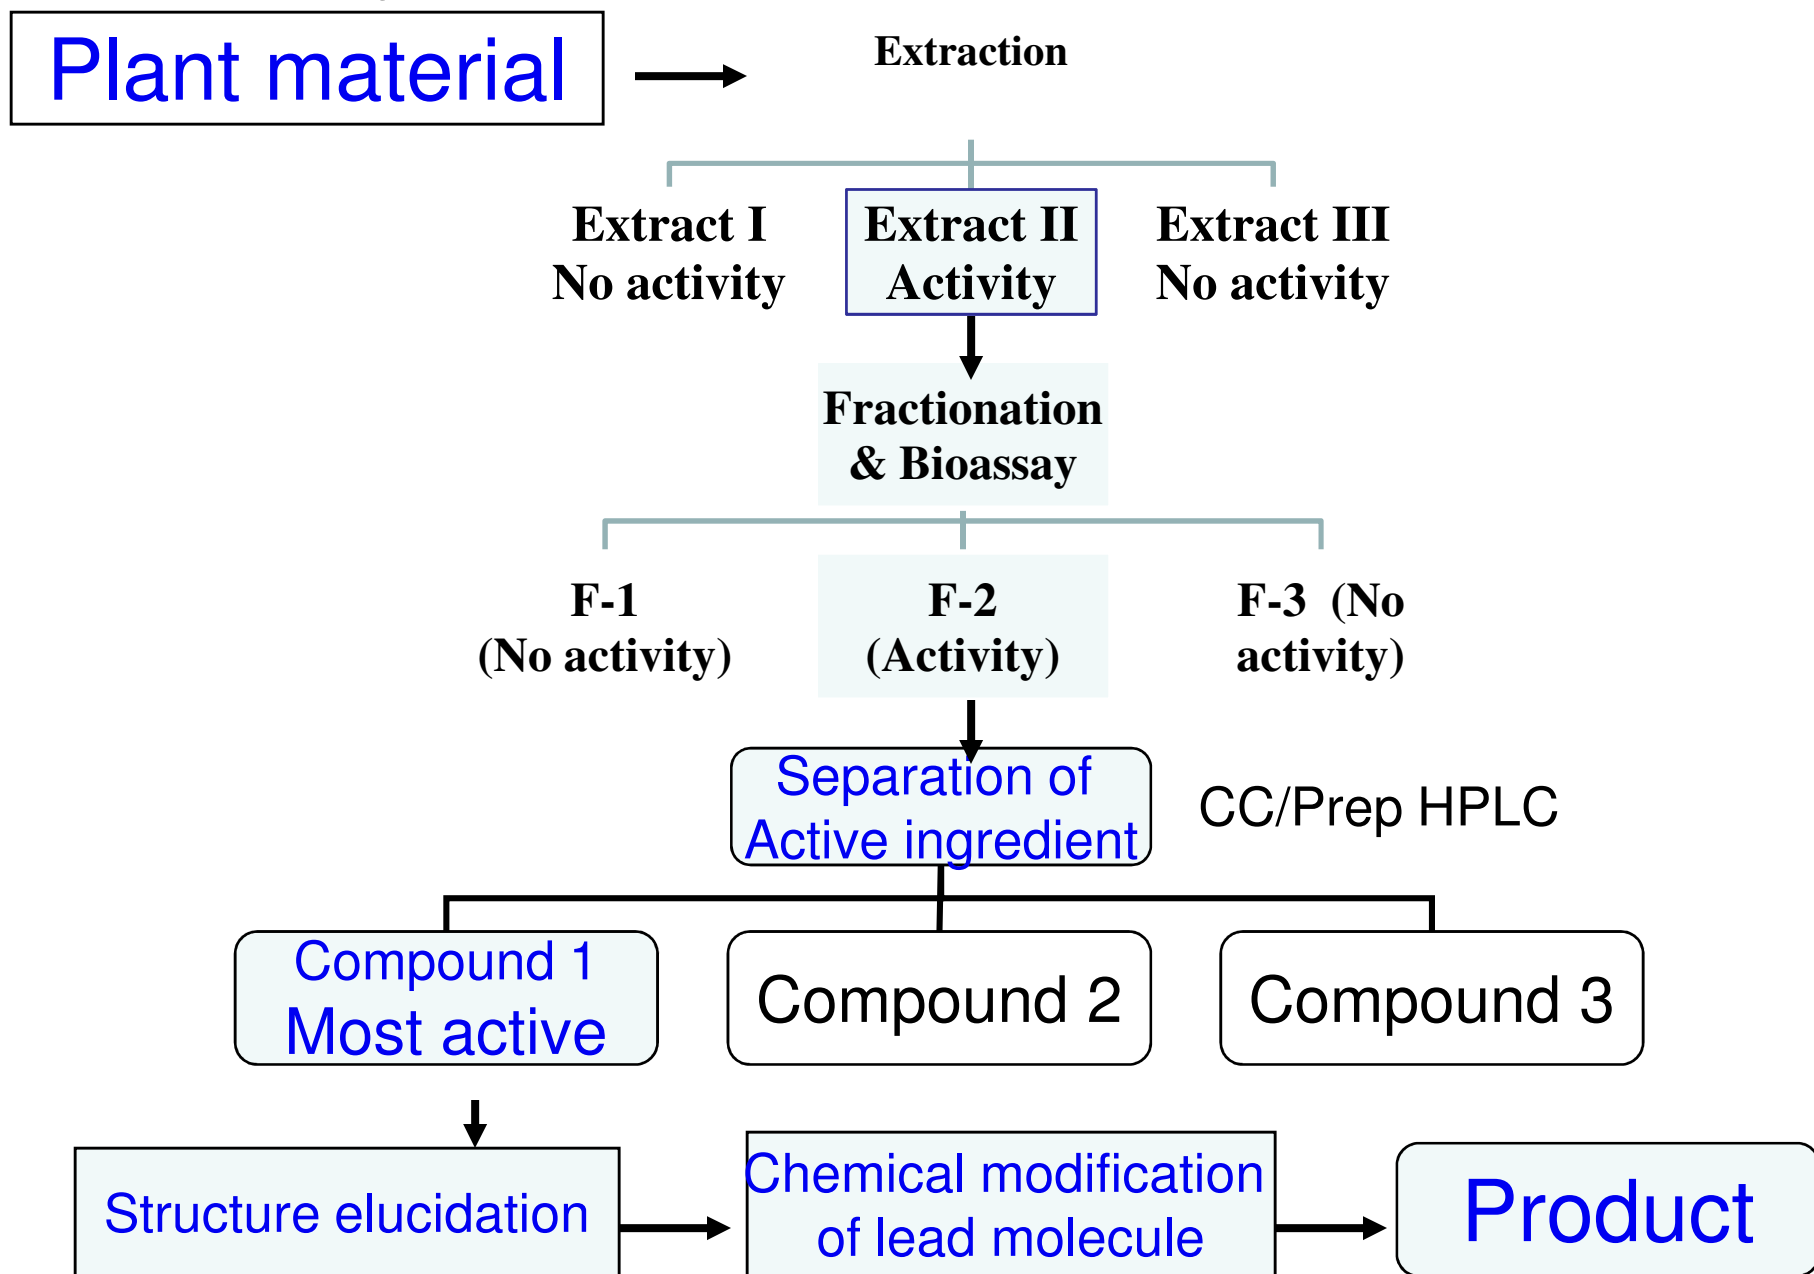 Plant material
Extraction
Extract I
No activity
Extract II
Activity
Extract III
No activity
Fractionation
& Bioassay
F-1
(No activity)
F-2
(Activity)
F-3 (No
activity)
Separation of
Active ingredient
CC/Prep HPLC
Compound 1
Most active
Compound 2
Compound 3
Structure elucidation
Chemical modification
of lead molecule
Product